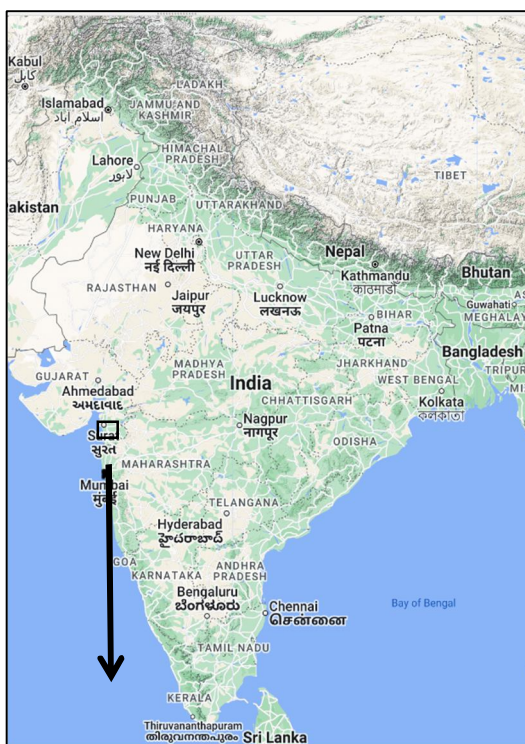 Kabul
کابل
LADAKH
Islamabad
اسلام آباد
JAMMU AND
KASHMIR
HIMACHAL
PRADESH
Lahore
لاہور
TIBET
PUNJAB
UTTARAKHAND
akistan
HARYANA
New Delhi
नई दिल्ली
UTTAR
PRADESH
Nepal
Kathmandu
काठमाडौं
Bhutan
RAJASTHAN
Jaipur
जयपुर
Lucknow
लखनऊ
BIHAR
Patna
पटना
Guwahati
AS
MEGHALAY
Bangladesh
JHARKHAND
GUJARAT
Ahmedabad
અમદાવાદ
MADHYA
PRADESH
India
WEST BENGAL
TRIPUR
CHHATTISGARH
Kolkata
কলকাতা
Nagpur
नागपूर
ODISHA
સુરત
MAHARASHTRA
Mumbai
मुंबई
TELANGANA
Hyderabad
హైదరాబాద్
GOA
KARNATAKA
ANDHRA
PRADESH
Bengaluru
ಬೆಂಗಳೂರು
Chennai
சென்னை
Bay of Bengal
TAMIL NADU
KERALA
Thiruvananthapuram
തിരുവനന്തപുരം
Sri Lanka